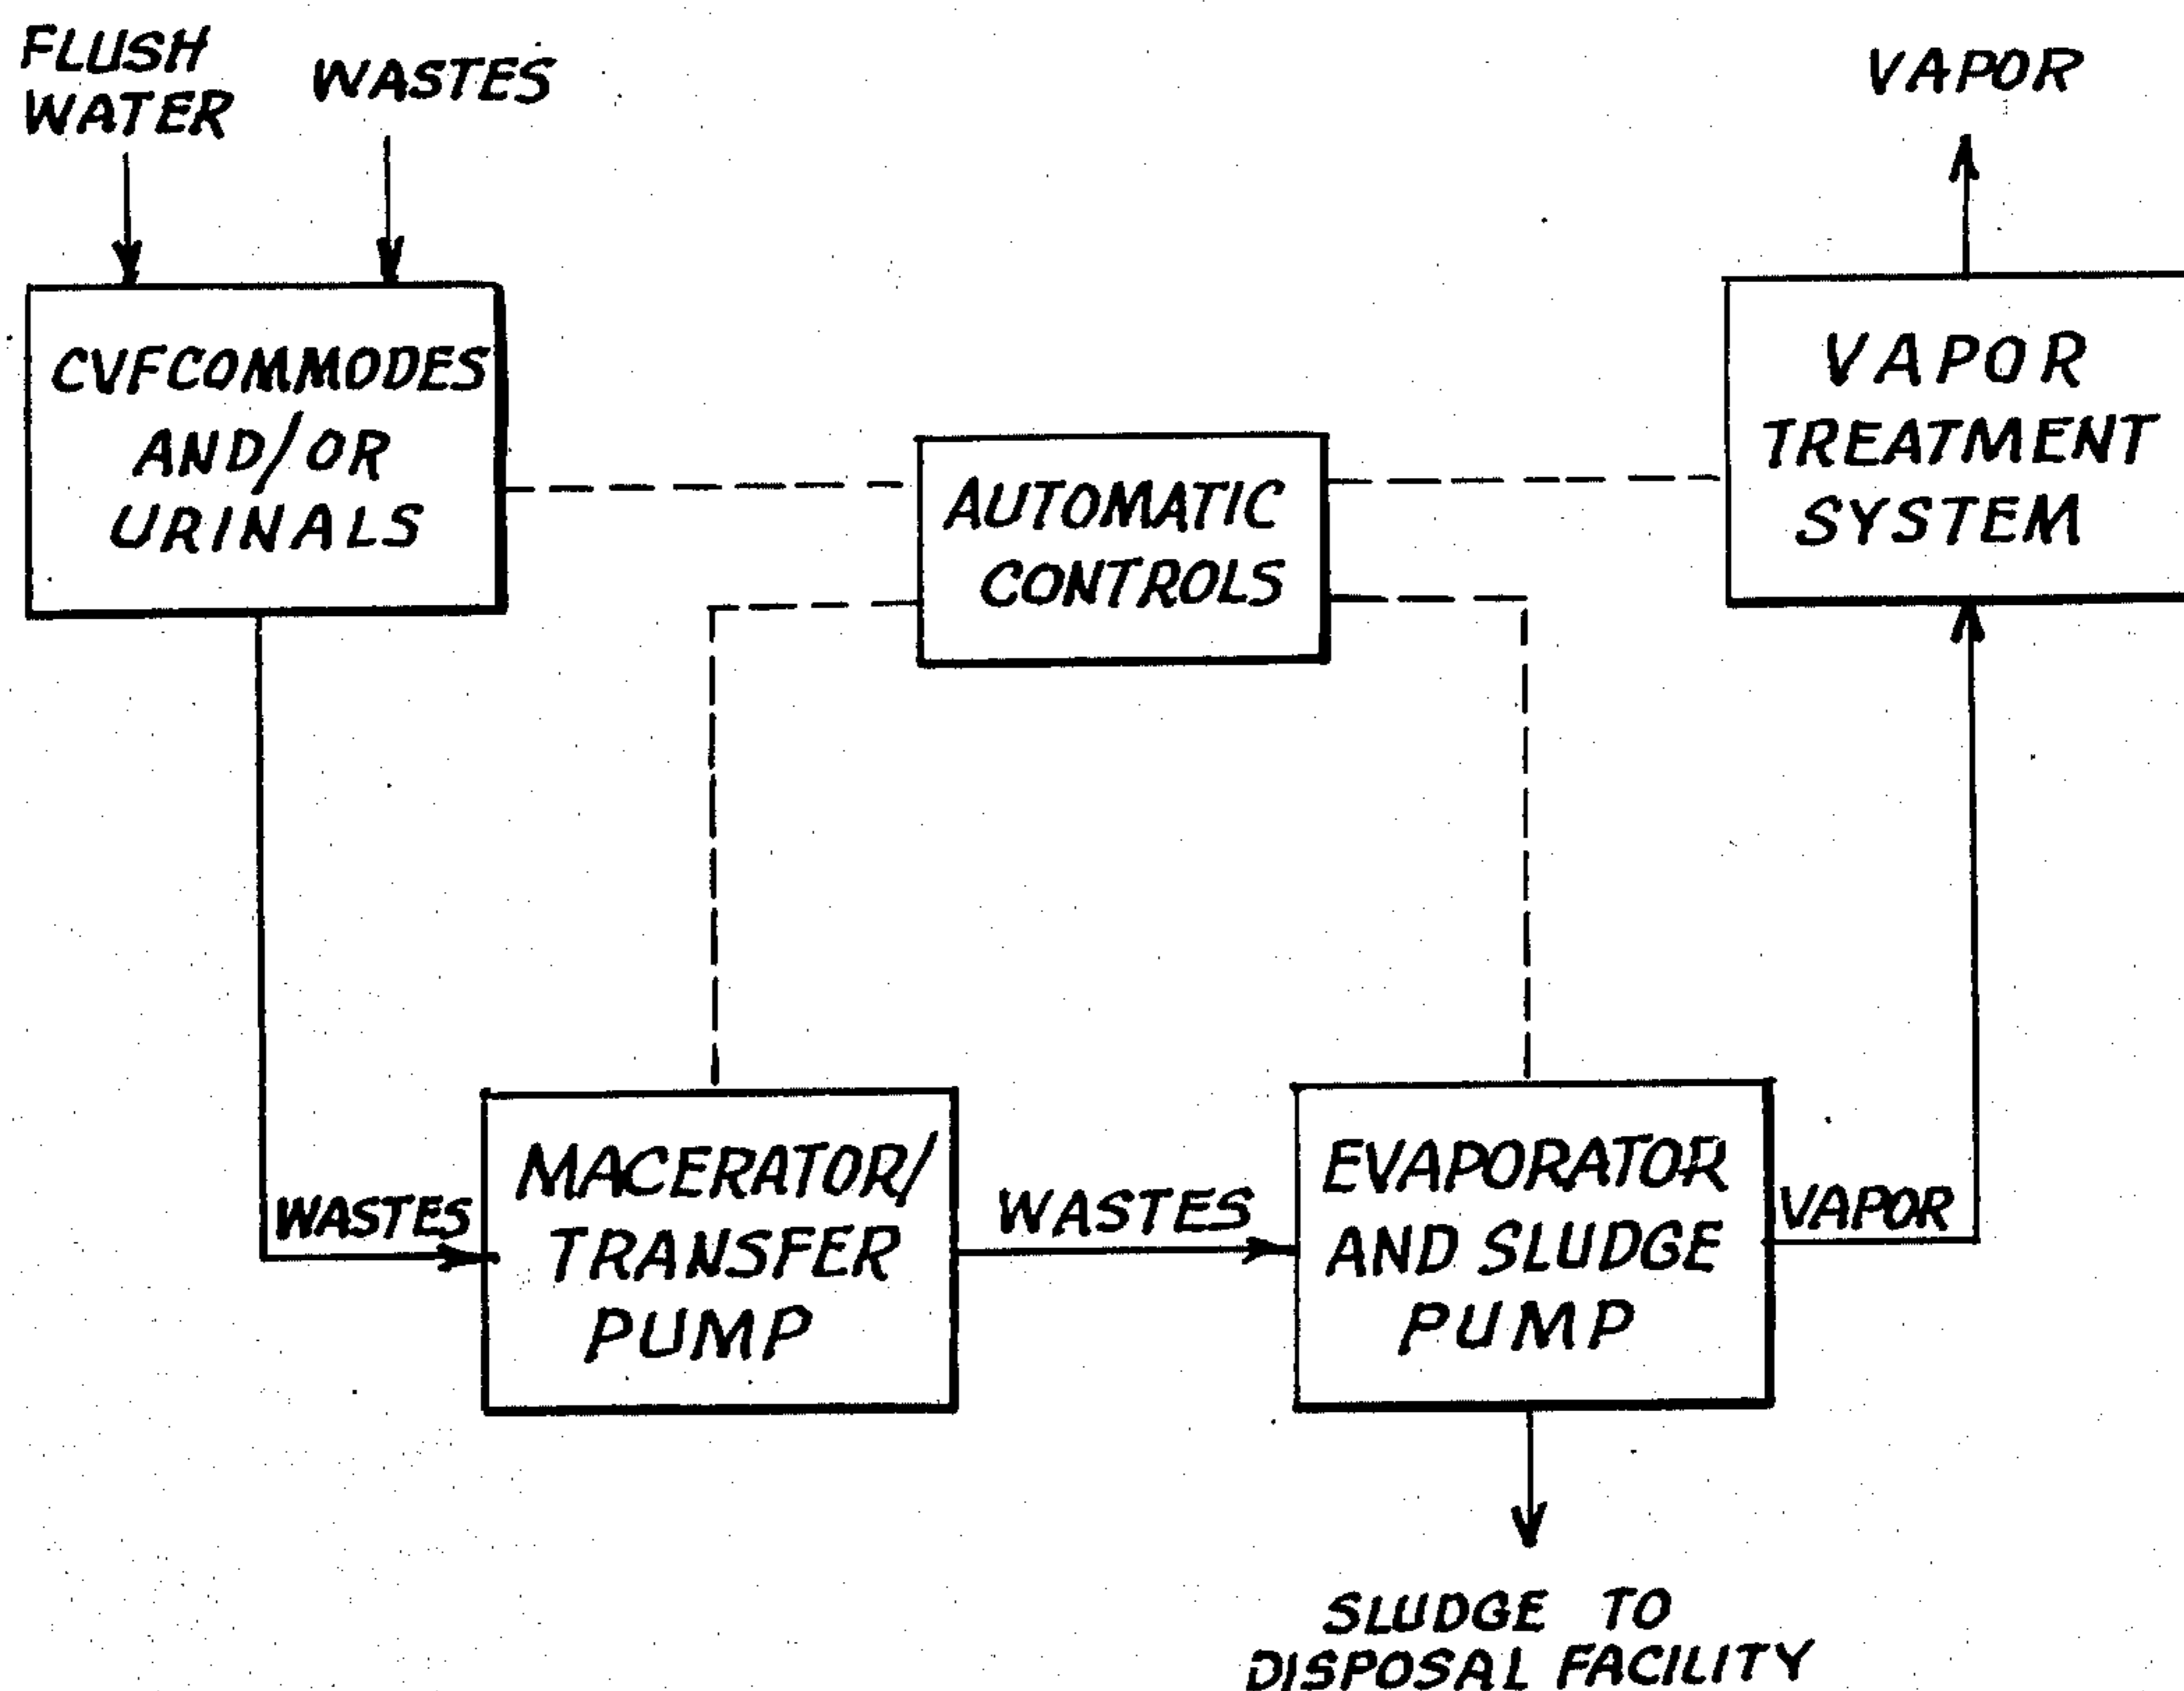 FLUSH
WATER
WASTES
VAPOR
CVFCOMMODES
AND/OR
URINALS
AUTOMATIC
CONTROLS
VAPOR
TREATMENT
SYSTEM
WASTES
MACERATOR/
TRANSFER
PUMP
WASTES
EVAPORATOR
AND SLUDGE
PUMP
VAPOR
SLUDGE TO
DISPOSAL FACILITY